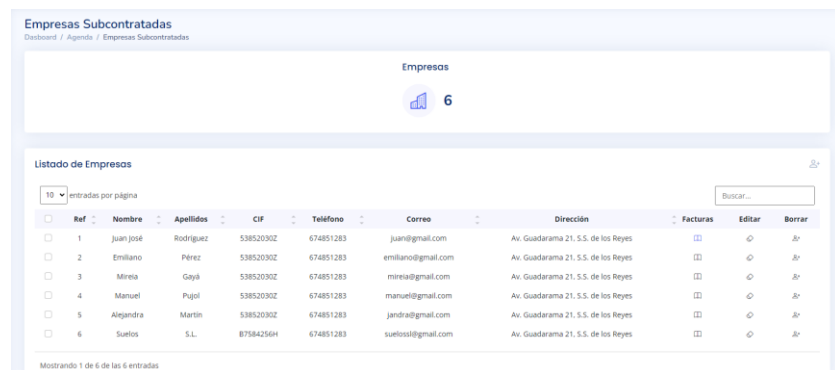 Empresas Subcontratadas
Dasboard / Agenda / Empresas Subcontratadas
Empresas
6
Listado de Empresas
10 entradas por página
Buscar...
Ref Nombre Apellidos CIF Teléfono Correo Dirección Facturas Editar Borrar
1 Juan José Rodríguez 53852030Z 674851283 juan@gmail.com Av. Guadarama 21, S.S. de los Reyes
2 Emiliano Pérez 53852030Z 674851283 emiliano@gmail.com Av. Guadarama 21, S.S. de los Reyes
3 Mireia Gayá 53852030Z 674851283 mireia@gmail.com Av. Guadarama 21, S.S. de los Reyes
4 Manuel Pujol 53852030Z 674851283 manuel@gmail.com Av. Guadarama 21, S.S. de los Reyes
5 Alejandra Martín 53852030Z 674851283 jandra@gmail.com Av. Guadarama 21, S.S. de los Reyes
6 Suelos S.L. B7584256H 674851283 suelossl@gmail.com Av. Guadarama 21, S.S. de los Reyes
Mostrando 1 de 6 de las 6 entradas